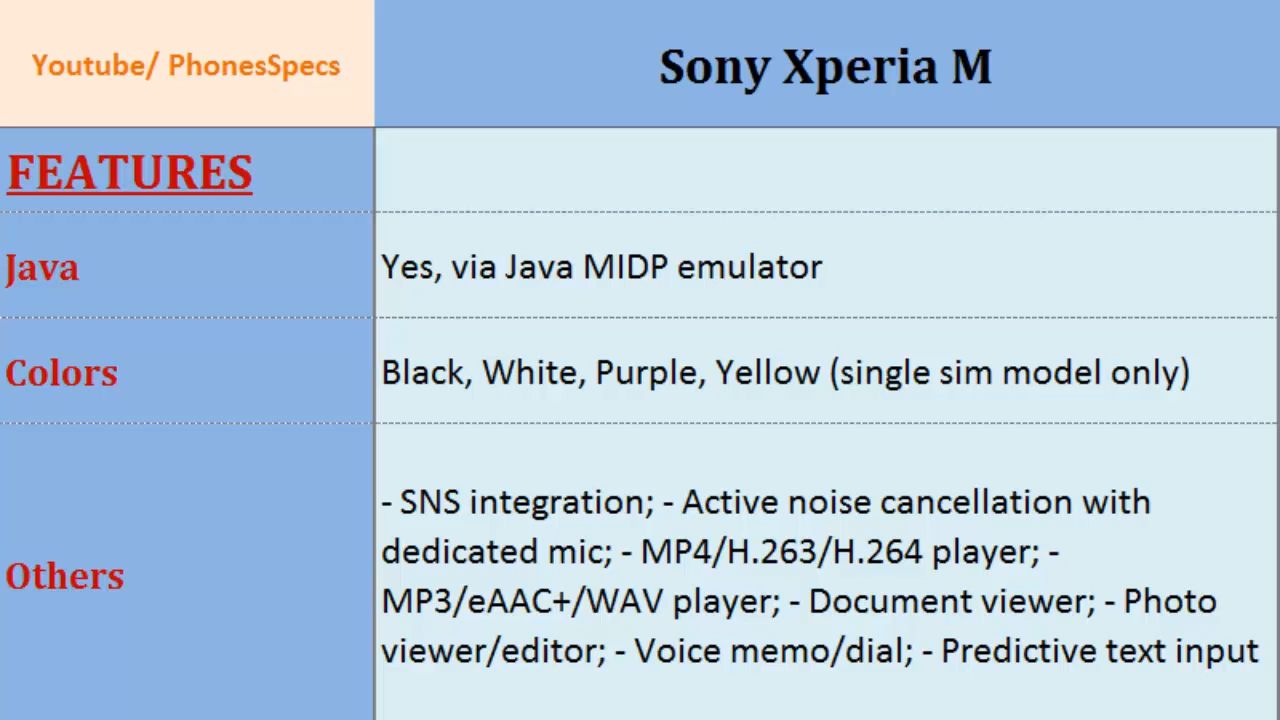 Youtube/ PhonesSpecs
Sony Xperia M
FEATURES
Java
Yes, via Java MIDP emulator
Colors
Black, White, Purple, Yellow (single sim model only)
Others
- SNS integration; - Active noise cancellation with
dedicated mic; - MP4/H.263/H.264 player; -
MP3/eAAC+/WAV player; - Document viewer; - Photo
viewer/editor; - Voice memo/dial; - Predictive text input